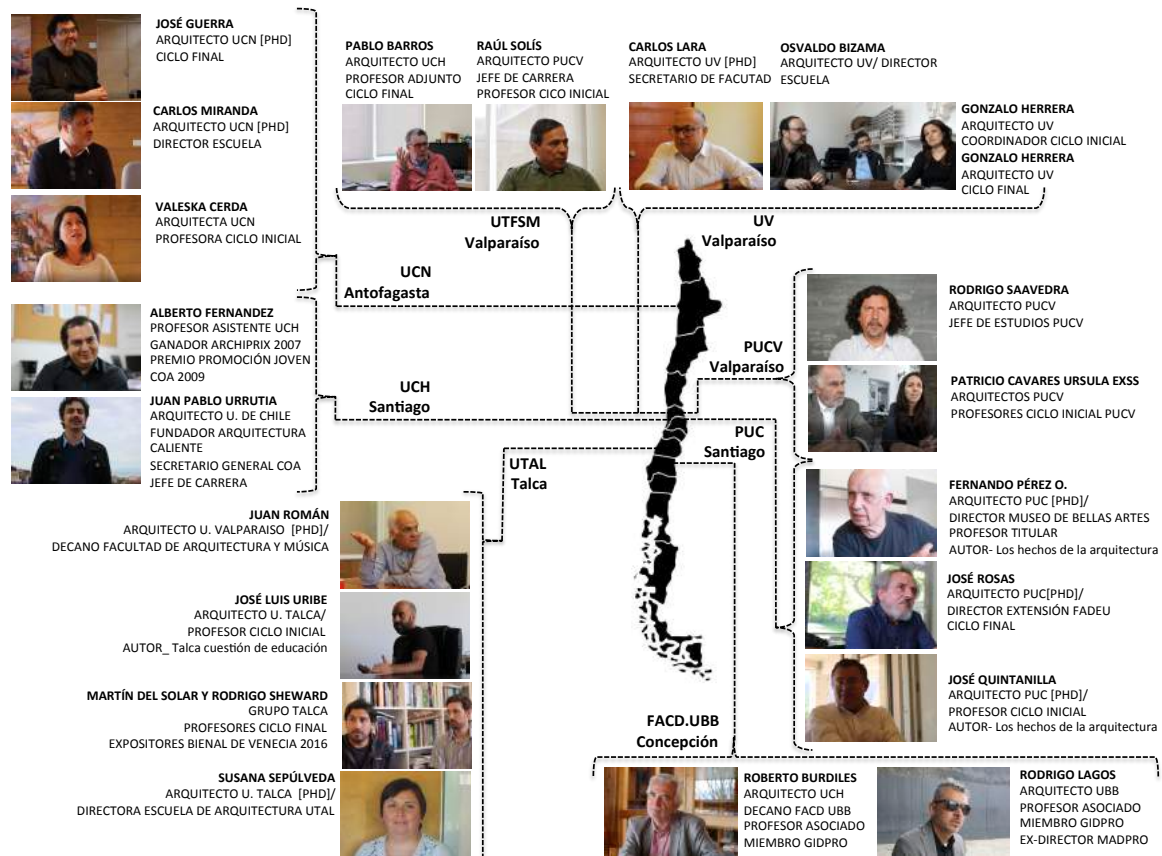 JOSÉ GUERRA
ARQUITECTO UCN [PHD]
CICLO FINAL
CARLOS MIRANDA
ARQUITECTO UCN [PHD]
DIRECTOR ESCUELA
VALESKA CERDA
ARQUITECTA UCN
PROFESORA CICLO INICIAL
UCN
Antofagasta
PABLO BARROS
ARQUITECTO UCH
PROFESOR ADJUNTO
CICLO FINAL
RAÚL SOLÍS
ARQUITECTO PUCV
JEFE DE CARRERA
PROFESOR CICO INICIAL
UTFSM
Valparaíso
CARLOS LARA
ARQUITECTO UV [PHD]
SECRETARIO DE FACUTAD
OSVALDO BIZAMA
ARQUITECTO UV/ DIRECTOR
ESCUELA
GONZALO HERRERA
ARQUITECTO UV
COORDINADOR CICLO INICIAL
GONZALO HERRERA
ARQUITECTO UV
CICLO FINAL
UV
Valparaíso
ALBERTO FERNANDEZ
PROFESOR ASISTENTE UCH
GANADOR ARCHIPRIX 2007
PREMIO PROMOCIÓN JOVEN
COA 2009
JUAN PABLO URRUTIA
ARQUITECTO U. DE CHILE
FUNDADOR ARQUITECTURA
CALIENTE
SECRETARIO GENERAL COA
JEFE DE CARRERA
UCH
Santiago
PUCV
Valparaíso
RODRIGO SAAVEDRA
ARQUITECTO PUCV
JEFE DE ESTUDIOS PUCV
PATRICIO CAVARES URSULA EXSS
ARQUITECTOS PUCV
PROFESORES CICLO INICIAL PUCV
PUC
Santiago
FERNANDO PÉREZ O.
ARQUITECTO PUC [PHD]/
DIRECTOR MUSEO DE BELLAS ARTES
PROFESOR TITULAR
AUTOR- Los hechos de la arquitectura
JOSÉ ROSAS
ARQUITECTO PUC[PHD]/
DIRECTOR EXTENSIÓN FADEU
CICLO FINAL
JOSÉ QUINTANILLA
ARQUITECTO PUC [PHD]/
PROFESOR CICLO INICIAL
AUTOR- Los hechos de la arquitectura
UTAL
Talca
JUAN ROMÁN
ARQUITECTO U. VALPARAISO [PHD]/
DECANO FACULTAD DE ARQUITECTURA Y MÚSICA
JOSÉ LUIS URIBE
ARQUITECTO U. TALCA/
PROFESOR CICLO INICIAL
AUTOR_ Talca cuestión de educación
MARTÍN DEL SOLAR Y RODRIGO SHEWARD
GRUPO TALCA
PROFESORES CICLO FINAL
EXPOSITORES BIENAL DE VENECIA 2016
SUSANA SEPÚLVEDA
ARQUITECTO U. TALCA [PHD]/
DIRECTORA ESCUELA DE ARQUITECTURA UTAL
FACD.UBB
Concepción
ROBERTO BURDILES
ARQUITECTO UCH
DECANO FACD UBB
PROFESOR ASOCIADO
MIEMBRO GIDPRO
RODRIGO LAGOS
ARQUITECTO UBB
PROFESOR ASOCIADO
MIEMBRO GIDPRO
EX-DIRECTOR MADPRO